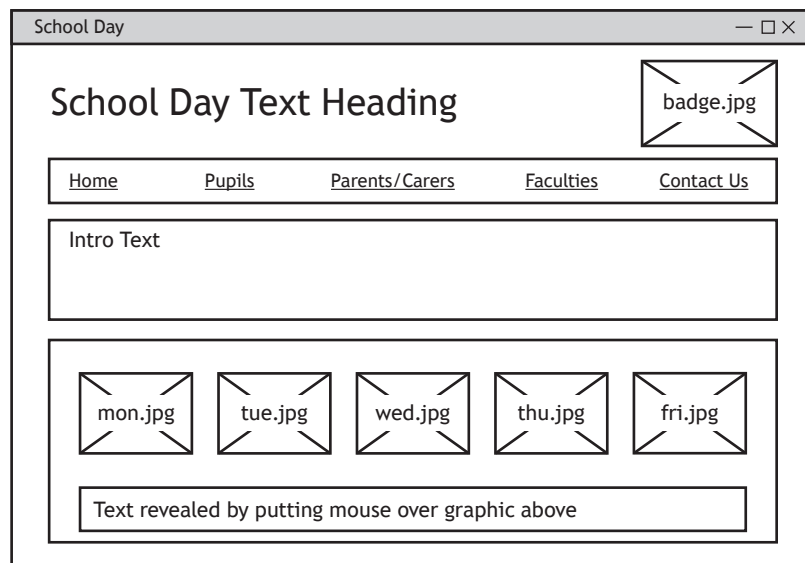 School Day
School Day Text Heading
badge.jpg
Home Pupils Parents/Carers Faculties Contact Us
Intro Text
mon.jpg tue.jpg wed.jpg thu.jpg fri.jpg
Text revealed by putting mouse over graphic above